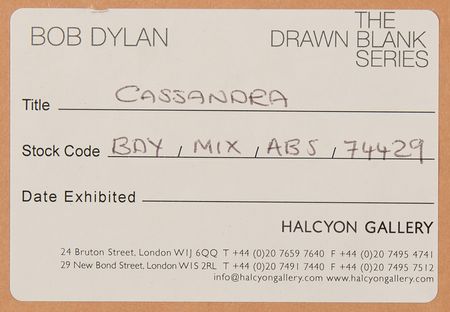 BOB DYLAN
THE
DRAWN BLANK
SERIES
Title CASSANDRA
Stock Code BDY / MIX / ABS / 74429
Date Exhibited
HALCYON GALLERY
24 Bruton Street, London W1J 6QQ T +44 (0)20 7659 7640 F +44 (0)20 7495 4741
29 New Bond Street, London W1S 2RL T +44 (0)20 7491 7440 F +44 (0)20 7495 7512
info@halcyongallery.com www.halcyongallery.com